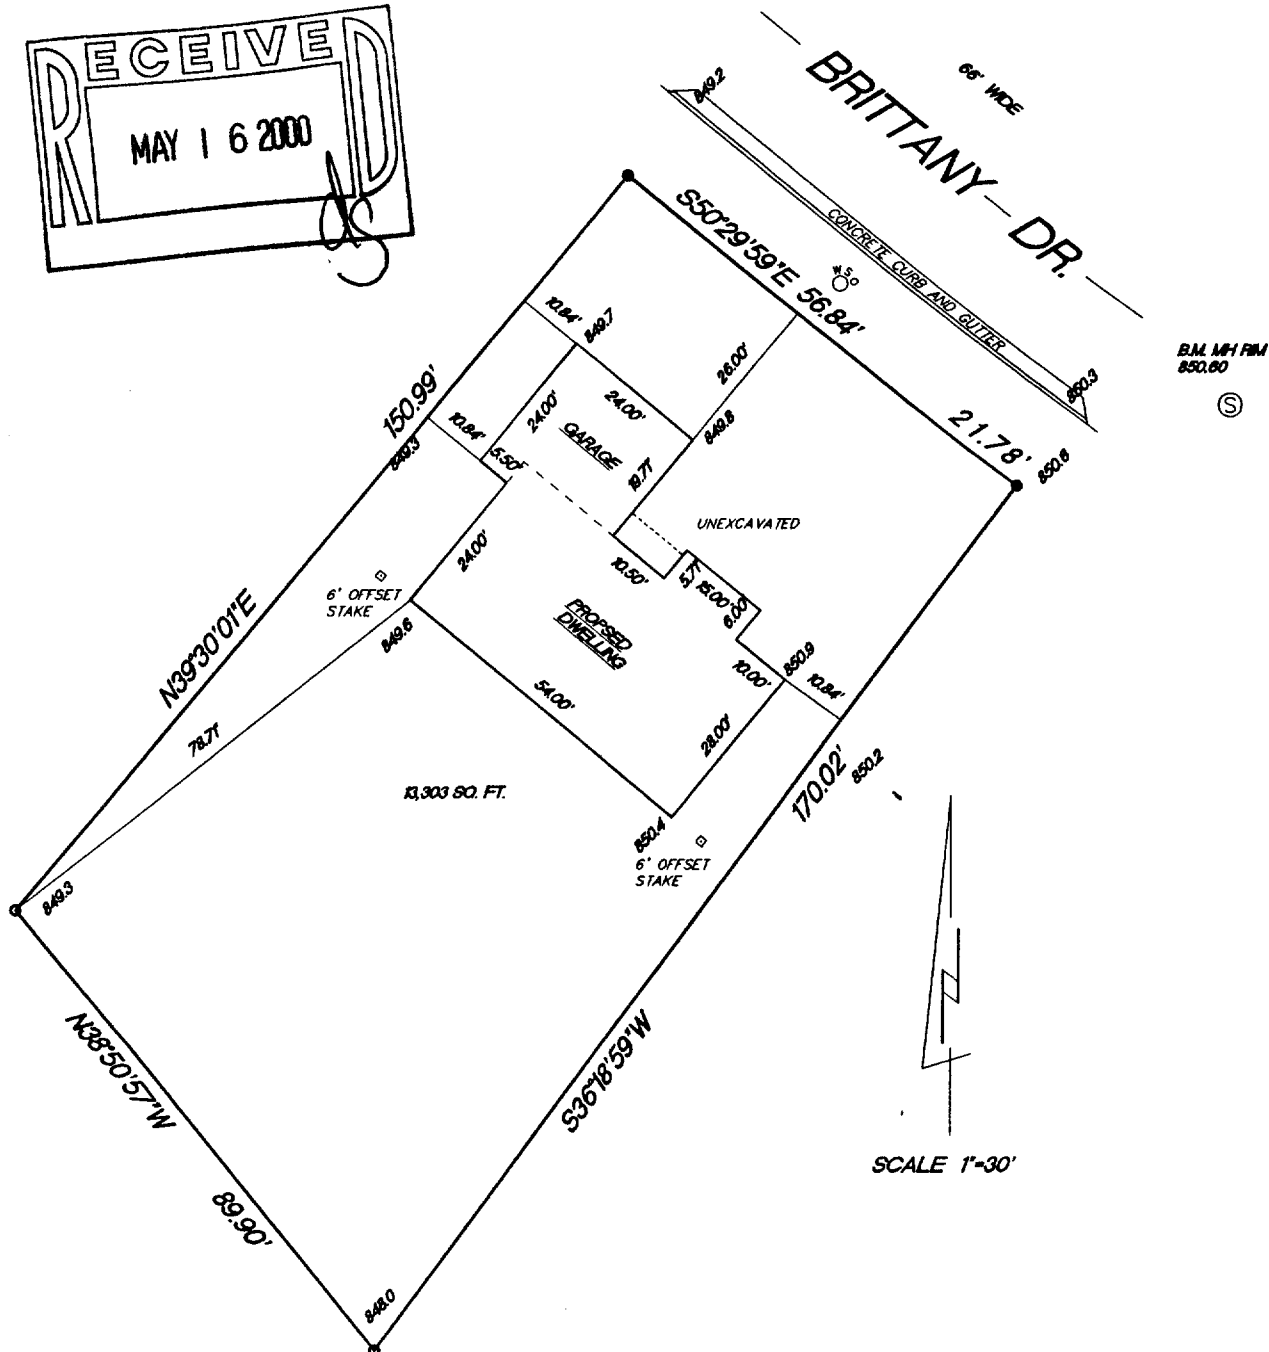 RECEIVED
MAY 16 2000
66' WIDE
BRITTANY DR.
849.2
CONCRETE CURB AND GUTTER
WSO
S50°29'59"E 56.84'
21.78'
850.3
850.6
B.M. MH RIM
850.60
S
10.84'
849.7
26.00'
150.99'
24.00'
24.00'
GARAGE
849.8
10.84'
5.50'
849.3
19.71'
UNEXCAVATED
24.00'
10.50'
5.71'
15.00'
6.00'
6' OFFSET
STAKE
849.6
PROPSED
DWELLING
850.9
10.00'
10.84'
N39°30'01"E
54.00'
28.00'
78.71'
13,303 SQ. FT.
170.02'
850.2
850.4
6' OFFSET
STAKE
849.3
N38°50'57"W
S36°18'59"W
89.90'
848.0
SCALE 1"=30'